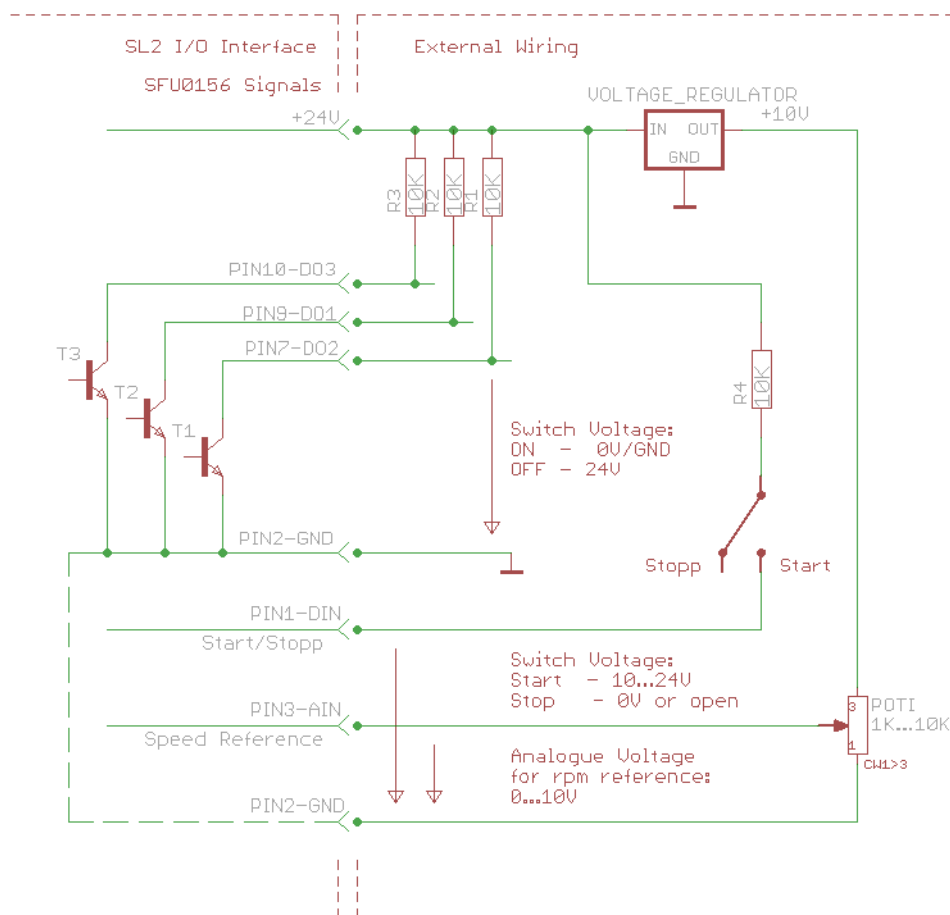 SL2 I/O Interface
External Wiring
SFU0156 Signals
VOLTAGE_REGULATOR
+24V
+10V
IN OUT
GND
R3
10K
R2
10K
R1
10K
PIN10-DO3
PIN9-DO1
PIN7-DO2
T3
T2
T1
R4
10K
Switch Voltage:
ON - 0V/GND
OFF - 24V
PIN2-GND
Stopp
Start
PIN1-DIN
Start/Stopp
Switch Voltage:
Start - 10...24V
Stop - 0V or open
PIN3-AIN
Speed Reference
3
POTI
1K...10K
1
CW1>3
Analogue Voltage
for rpm reference:
0...10V
PIN2-GND